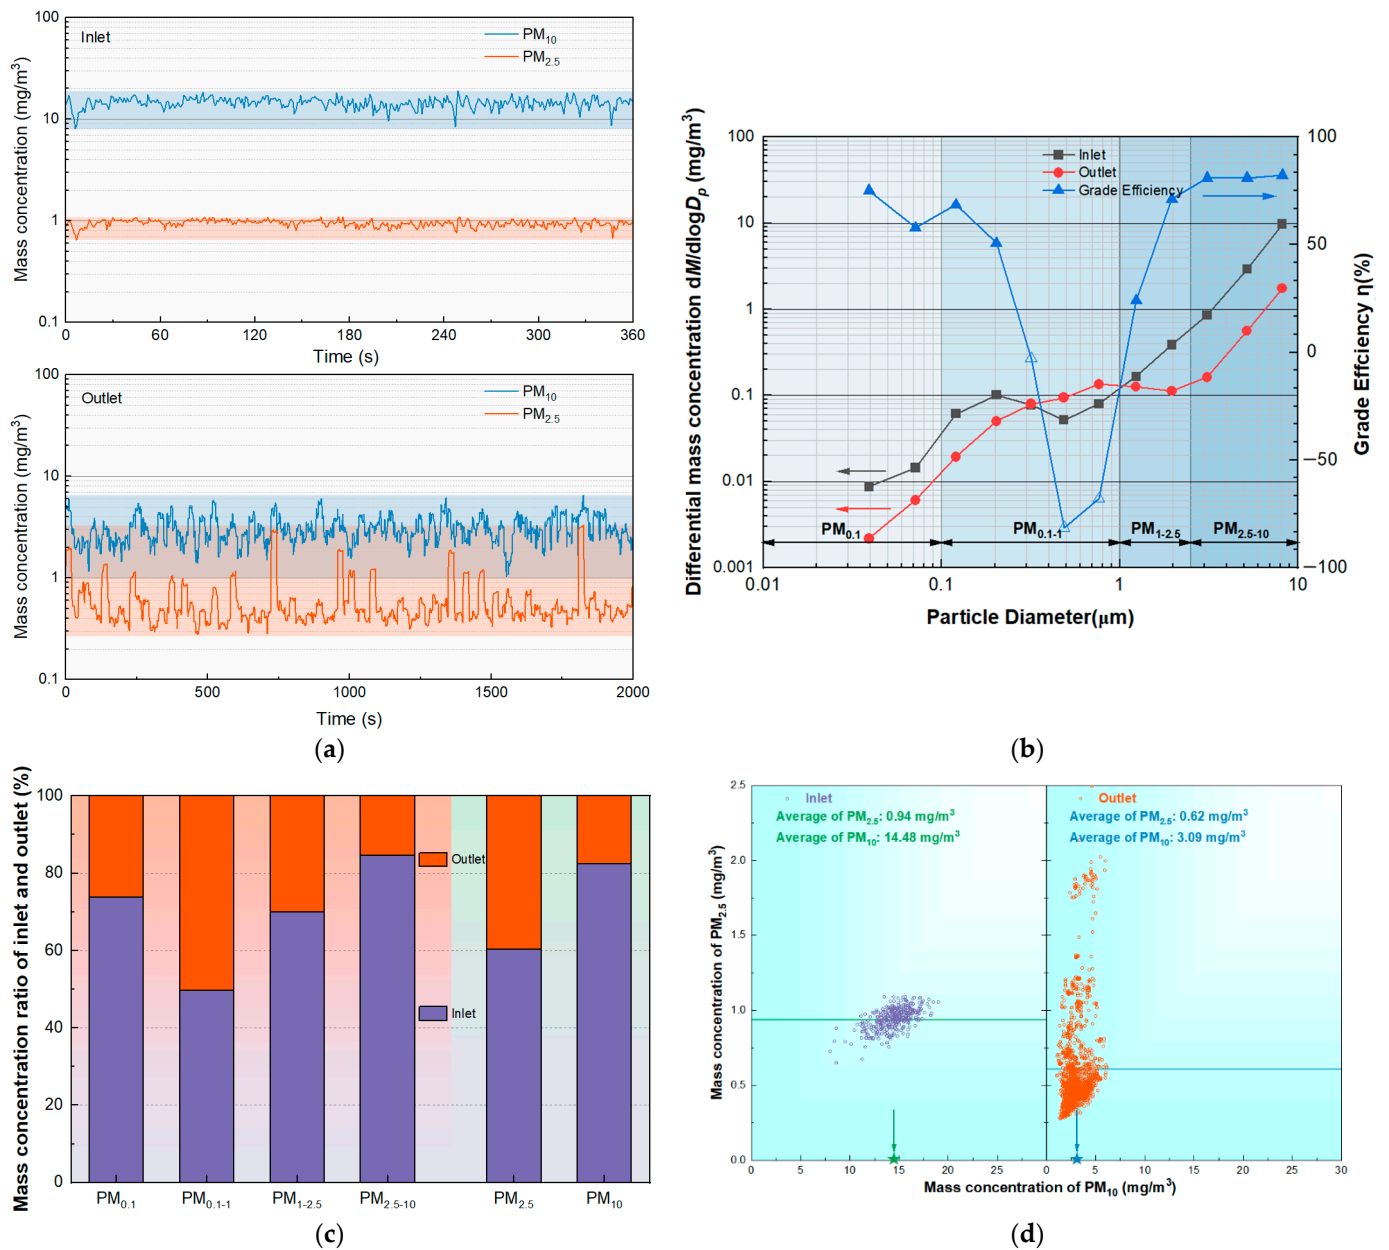 Inlet
PM10
PM2.5
100
10
1
0.1
Mass concentration (mg/m3)
0
60
120
180
240
300
360
Time (s)
Outlet
PM10
PM2.5
100
10
1
0.1
Mass concentration (mg/m3)
0
500
1000
1500
2000
Time (s)
(a)
Inlet
Outlet
Grade Efficiency
100
10
1
0.1
0.01
0.001
Differential mass concentration dM/dlogDp (mg/m3)
100
50
0
−50
−100
Grade Effciency η(%)
PM0.1
PM0.1-1
PM1-2.5
PM2.5-10
0.01
0.1
1
10
Particle Diameter(μm)
(b)
Mass concentration ratio of inlet and outlet (%)
100
80
60
40
20
0
Outlet
Inlet
PM0.1
PM0.1-1
PM1-2.5
PM2.5-10
PM2.5
PM10
(c)
Inlet
Average of PM2.5: 0.94 mg/m3
Average of PM10: 14.48 mg/m3
Outlet
Average of PM2.5: 0.62 mg/m3
Average of PM10: 3.09 mg/m3
2.5
2.0
1.5
1.0
0.5
0.0
Mass concentration of PM2.5 (mg/m3)
0
5
10
15
20
25
0
5
10
15
20
25
30
Mass concentration of PM10 (mg/m3)
(d)